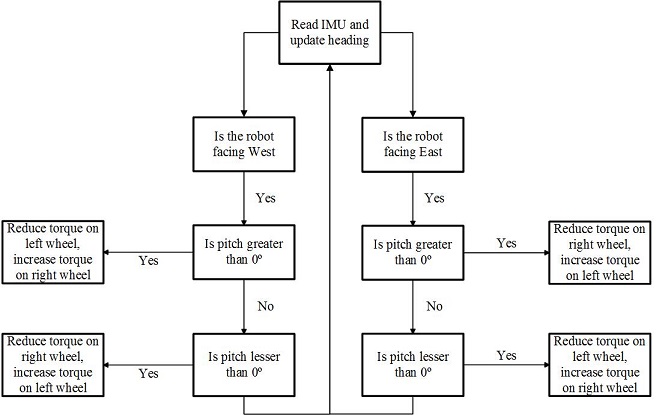 Read IMU and
update heading
Is the robot
facing West
Is the robot
facing East
Yes
Yes
Reduce torque on
left wheel,
increase torque
on right wheel
Yes
Is pitch greater
than 0º
Is pitch greater
than 0º
Yes
Reduce torque on
right wheel,
increase torque
on left wheel
No
No
Reduce torque on
right wheel,
increase torque
on left wheel
Yes
Is pitch lesser
than 0º
Is pitch lesser
than 0º
Yes
Reduce torque on
left wheel,
increase torque
on right wheel